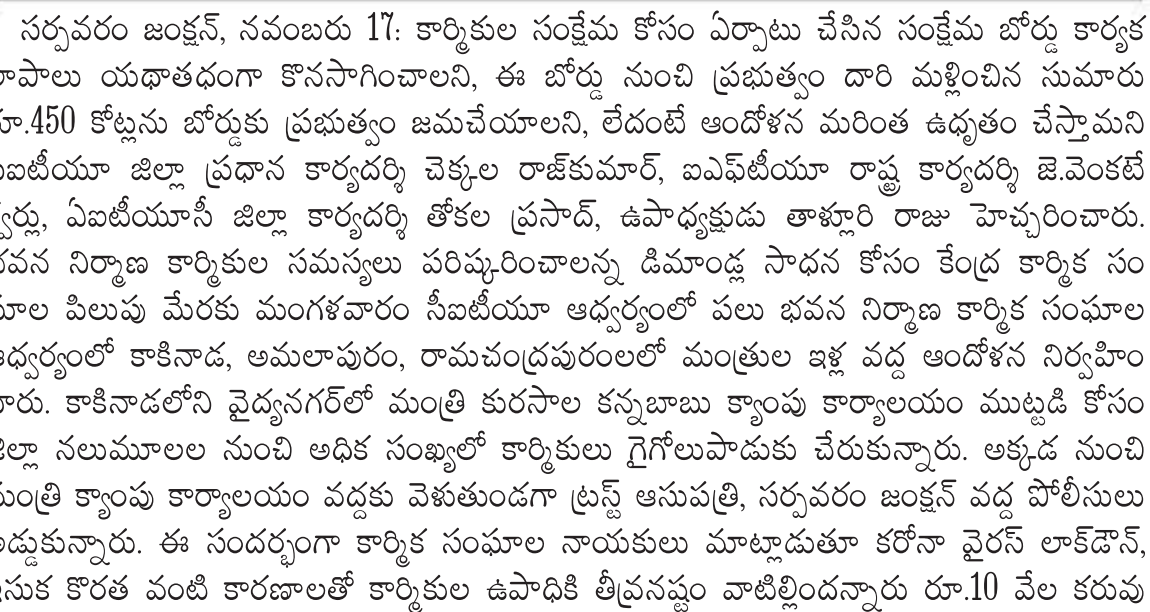 సర్పవరం జంక్షన్, నవంబరు 17: కార్మికుల సంక్షేమ కోసం ఏర్పాటు చేసిన సంక్షేమ బోర్డు కార్యక
లాపాలు యథాతధంగా కొనసాగించాలని, ఈ బోర్డు నుంచి ప్రభుత్వం దారి మళ్లించిన సుమారు
రూ.450 కోట్లను బోర్డుకు ప్రభుత్వం జమచేయాలని, లేదంటే ఆందోళన మరింత ఉధృతం చేస్తామని
సీఐటీయూ జిల్లా ప్రధాన కార్యదర్శి చెక్కల రాజ్‌కుమార్, ఐఎఫ్‌టీయూ రాష్ట్ర కార్యదర్శి జె.వెంకటే
శ్వర్లు, ఏఐటీయూసీ జిల్లా కార్యదర్శి తోకల ప్రసాద్, ఉపాధ్యక్షుడు తాళ్లూరి రాజు హెచ్చరించారు.
భవన నిర్మాణ కార్మికుల సమస్యలు పరిష్కరించాలన్న డిమాండ్ల సాధన కోసం కేంద్ర కార్మిక సం
ఘాల పిలుపు మేరకు మంగళవారం సీఐటీయూ ఆధ్వర్యంలో పలు భవన నిర్మాణ కార్మిక సంఘాల
ఆధ్వర్యంలో కాకినాడ, అమలాపురం, రామచంద్రపురంలలో మంత్రుల ఇళ్ల వద్ద ఆందోళన నిర్వహిం
చారు. కాకినాడలోని వైద్యనగర్‌లో మంత్రి కురసాల కన్నబాబు క్యాంపు కార్యాలయం ముట్టడి కోసం
జిల్లా నలుమూలల నుంచి అధిక సంఖ్యలో కార్మికులు గైగోలుపాడుకు చేరుకున్నారు. అక్కడ నుంచి
మంత్రి క్యాంపు కార్యాలయం వద్దకు వెళుతుండగా ట్రస్ట్ ఆసుపత్రి, సర్పవరం జంక్షన్ వద్ద పోలీసులు
అడ్డుకున్నారు. ఈ సందర్భంగా కార్మిక సంఘాల నాయకులు మాట్లాడుతూ కరోనా వైరస్ లాక్‌డౌన్,
ఇసుక కొరత వంటి కారణాలతో కార్మికుల ఉపాధికి తీవ్రనష్టం వాటిల్లిందన్నారు రూ.10 వేల కరువు